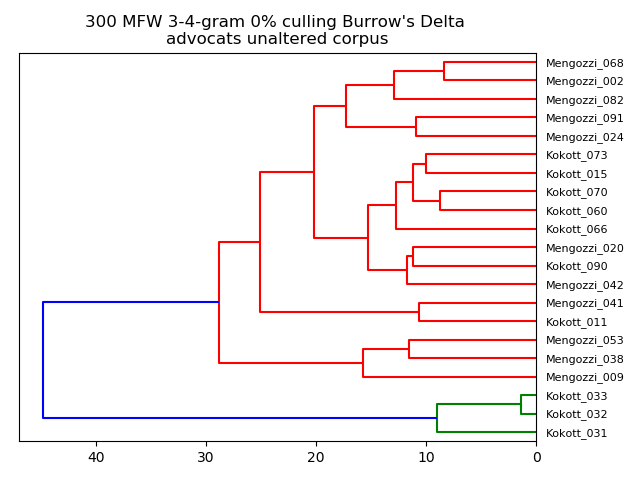 300 MFW 3-4-gram 0% culling Burrow's Delta
advocats unaltered corpus
Mengozzi_068
Mengozzi_002
Mengozzi_082
Mengozzi_091
Mengozzi_024
Kokott_073
Kokott_015
Kokott_070
Kokott_060
Kokott_066
Mengozzi_020
Kokott_090
Mengozzi_042
Mengozzi_041
Kokott_011
Mengozzi_053
Mengozzi_038
Mengozzi_009
Kokott_033
Kokott_032
Kokott_031
40 30 20 10 0